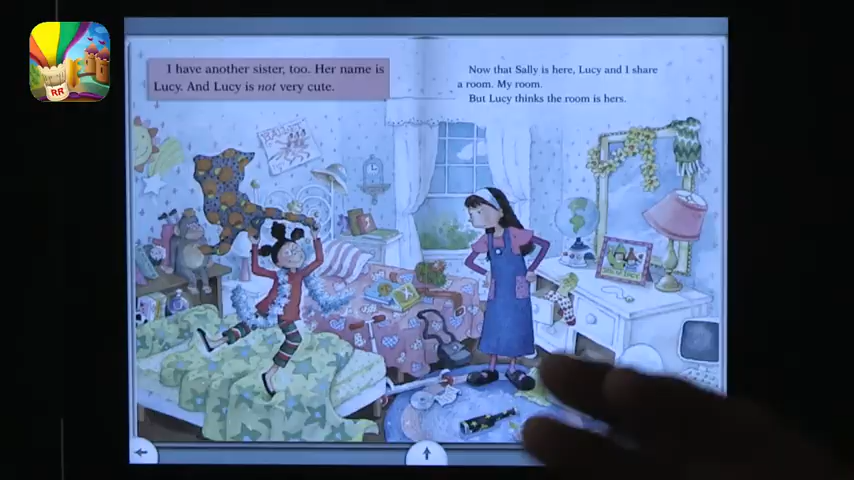 RR
I have another sister, too. Her name is
Lucy. And Lucy is not very cute.
Now that Sally is here, Lucy and I share
a room. My room.
But Lucy thinks the room is hers.
BALLET